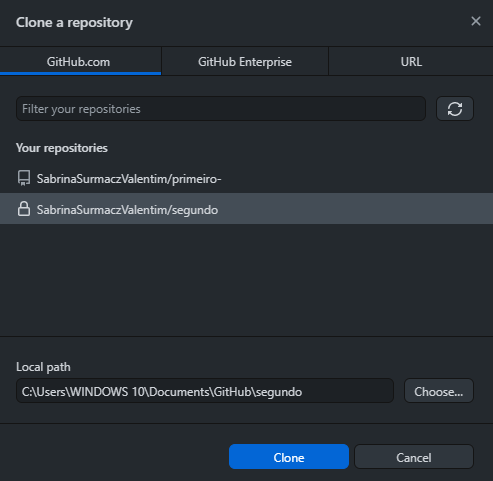 Clone a repository
GitHub.com GitHub Enterprise URL
Filter your repositories
Your repositories
SabrinaSurmaczValentim/primeiro-
SabrinaSurmaczValentim/segundo
Local path
C:\Users\WINDOWS 10\Documents\GitHub\segundo Choose...
Clone Cancel